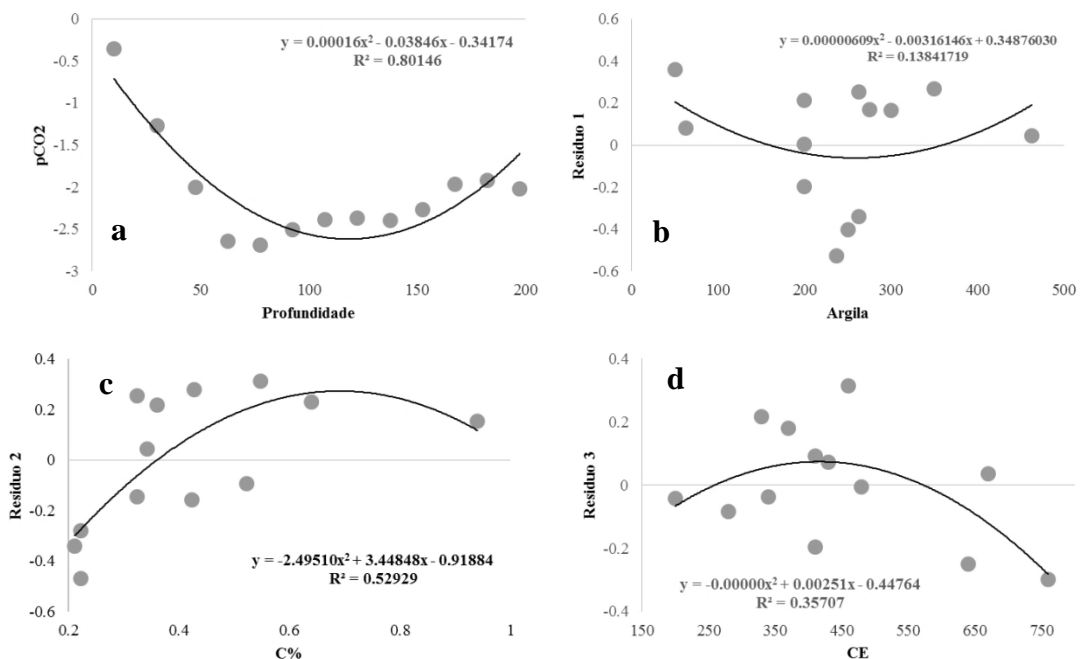 y = 0.00016x² - 0.03846x - 0.34174
R² = 0.80146
0
-0.5
-1
-1.5
-2
-2.5
-3
pCO2
a
0
50
100
150
200
Profundidade
y = 0.00000609x² - 0.00316146x + 0.34876030
R² = 0.13841719
0.6
0.4
0.2
0
-0.2
-0.4
-0.6
Residuo 1
b
0
100
200
300
400
500
Argila
0.4
0.2
0
-0.2
-0.4
-0.6
Residuo 2
c
y = -2.49510x² + 3.44848x - 0.91884
R² = 0.52929
0.2
0.4
0.6
0.8
1
C%
0.4
0.2
0
-0.2
-0.4
Residuo 3
d
y = -0.00000x² + 0.00251x - 0.44764
R² = 0.35707
150
250
350
450
550
650
750
CE